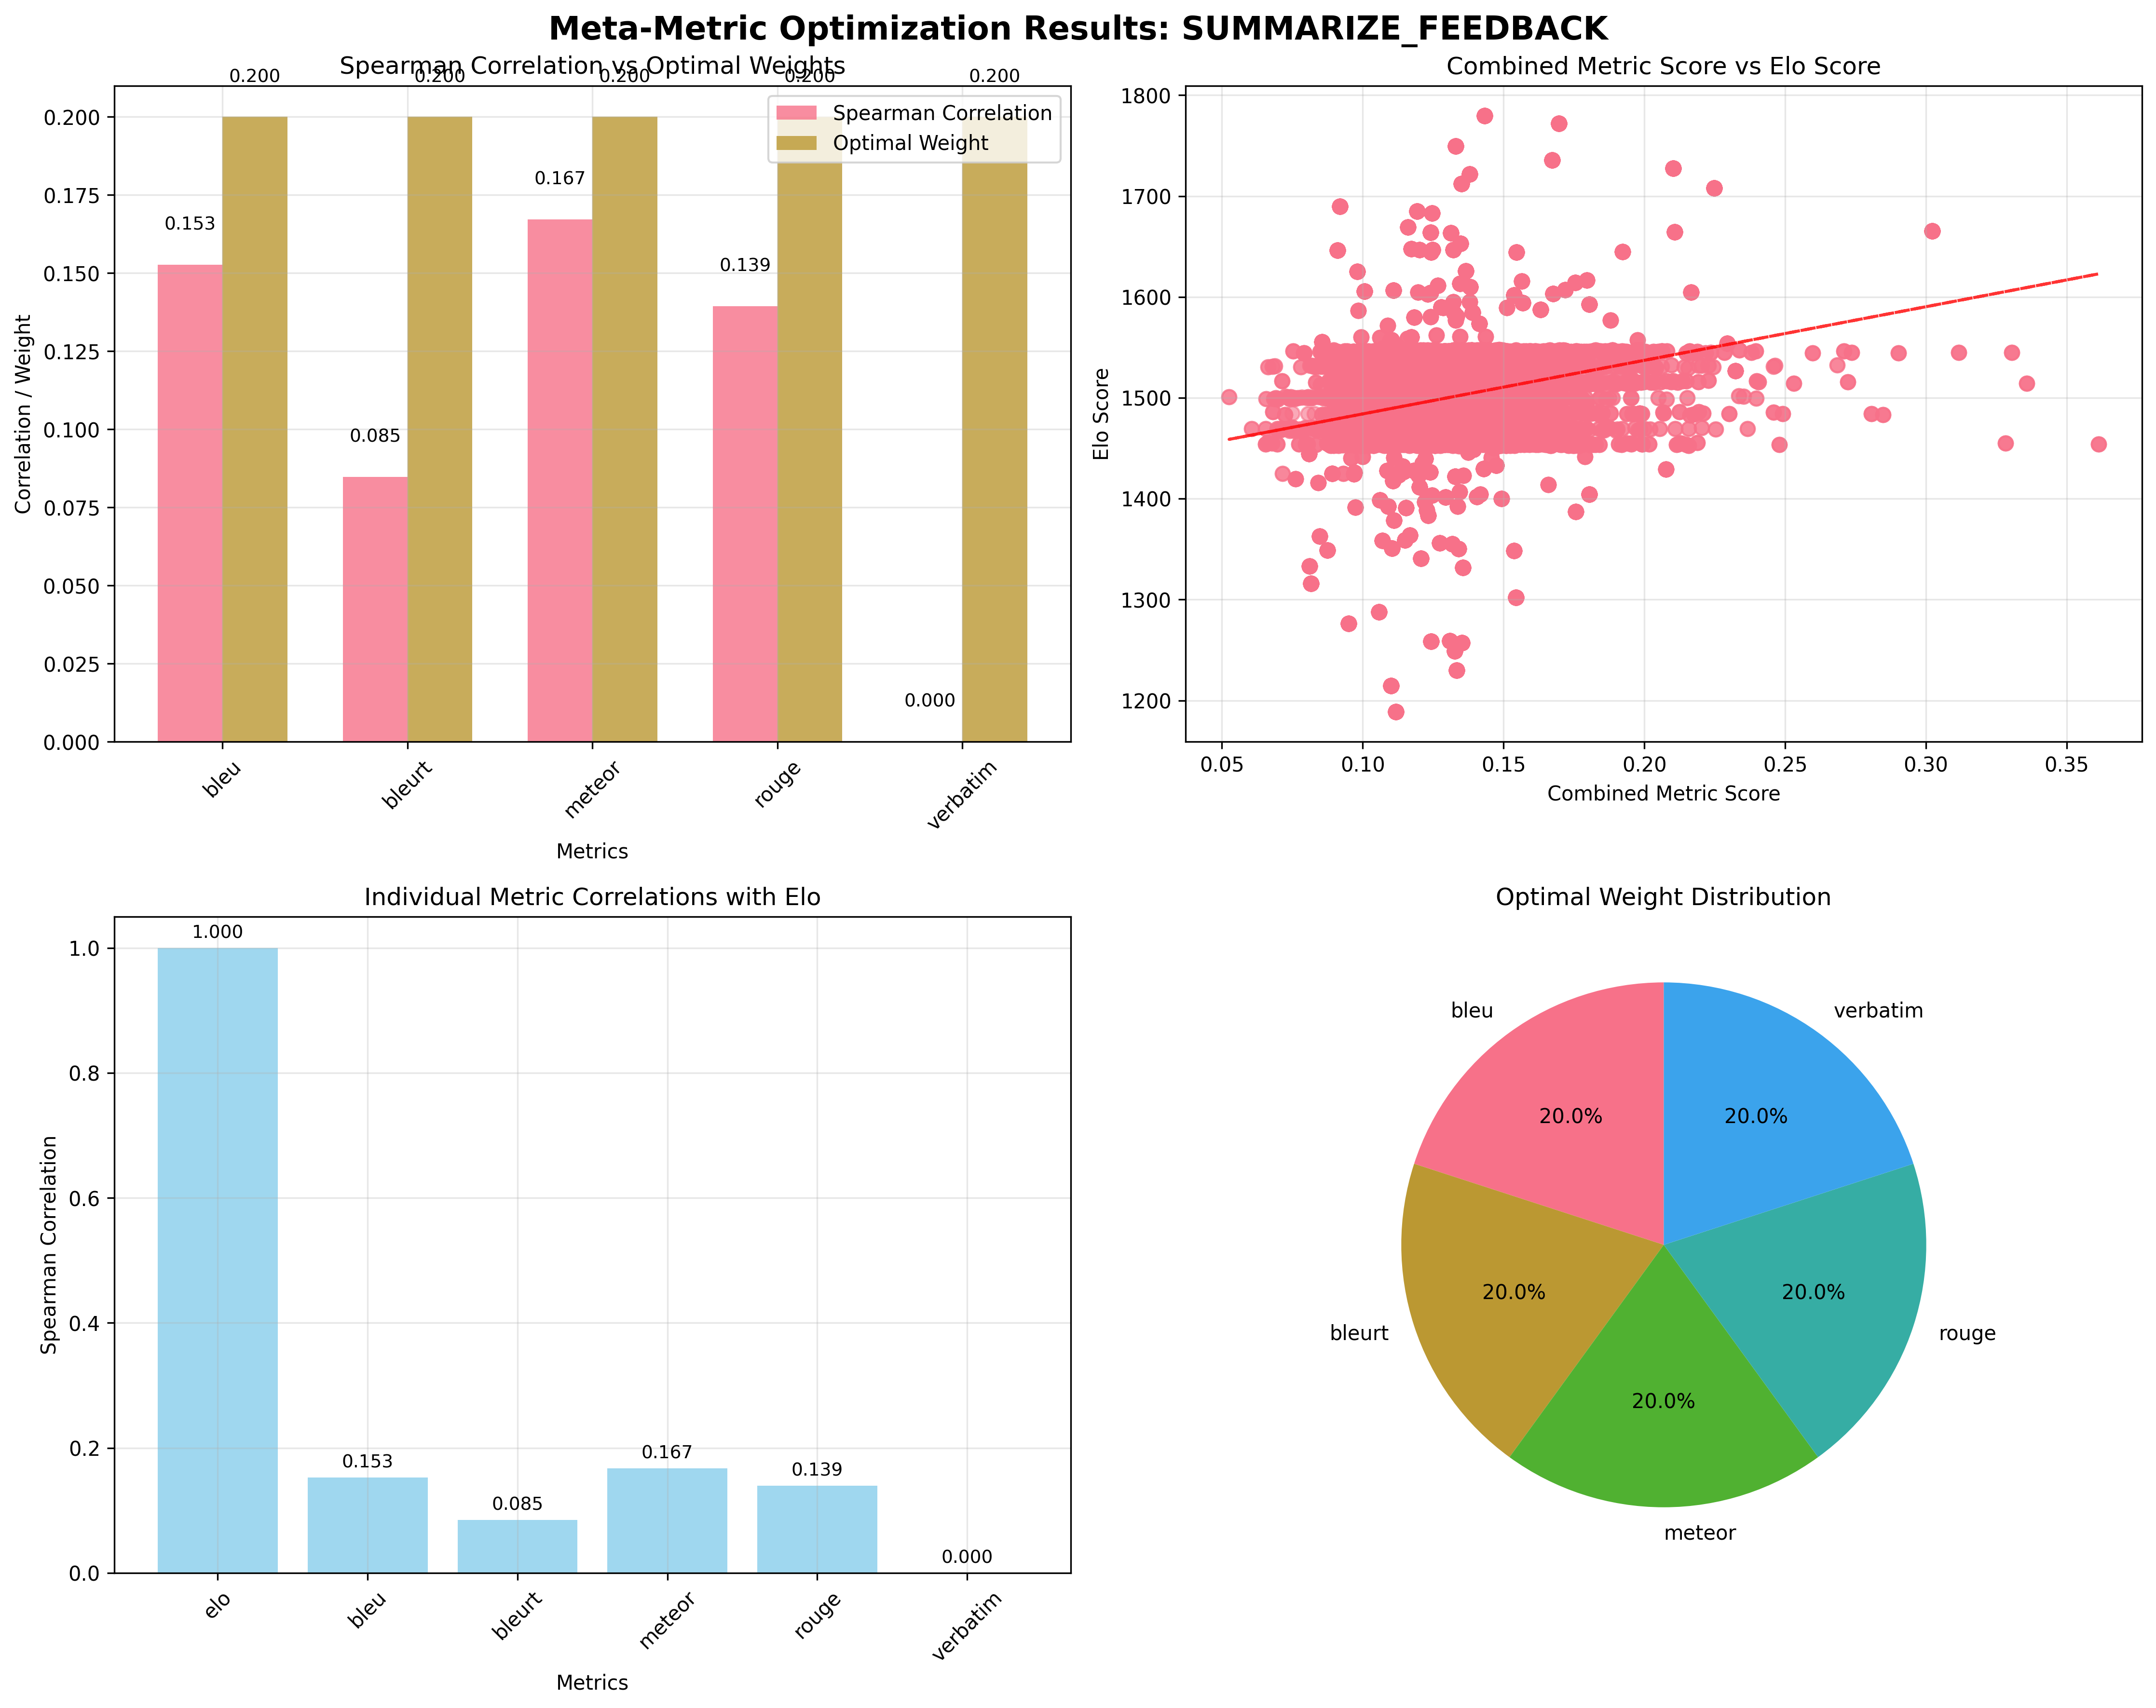 Meta-Metric Optimization Results: SUMMARIZE_FEEDBACK
Spearman Correlation vs Optimal Weights
0.200 0.200 0.200 0.200 0.200
Spearman Correlation
Optimal Weight
0.153
0.085
0.167
0.139
0.000
0.200
0.175
0.150
0.125
0.100
0.075
0.050
0.025
0.000
Correlation / Weight
bleu
bleurt
meteor
rouge
verbatim
Metrics
Combined Metric Score vs Elo Score
1800
1700
1600
1500
1400
1300
1200
Elo Score
0.05 0.10 0.15 0.20 0.25 0.30 0.35
Combined Metric Score
Individual Metric Correlations with Elo
1.000
0.153
0.085
0.167
0.139
0.000
1.0
0.8
0.6
0.4
0.2
0.0
Spearman Correlation
elo
bleu
bleurt
meteor
rouge
verbatim
Metrics
Optimal Weight Distribution
bleu
verbatim
20.0%
20.0%
20.0%
20.0%
bleurt
rouge
20.0%
meteor